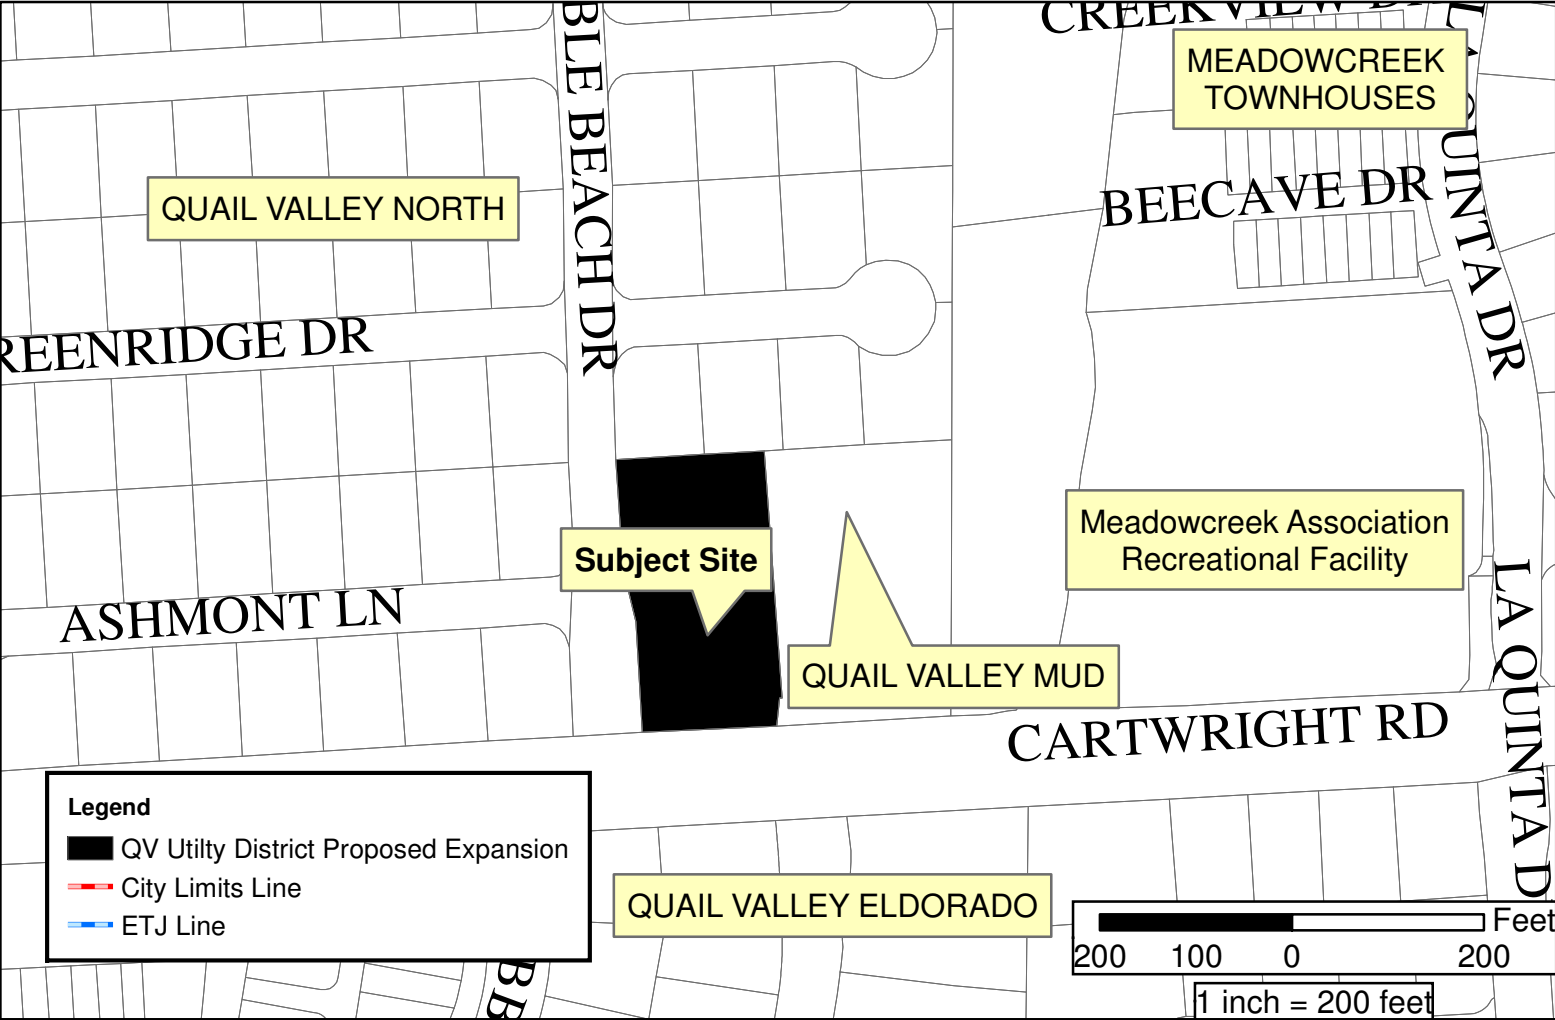 CREEKVIEW DR
MEADOWCREEK
TOWNHOUSES
BLE BEACH DR
QUAIL VALLEY NORTH
BEECAVE DR
LA QUINTA DR
REENRIDGE DR
Subject Site
Meadowcreek Association
Recreational Facility
ASHMONT LN
QUAIL VALLEY MUD
CARTWRIGHT RD
LA QUINTA D
Legend
QV Utilty District Proposed Expansion
City Limits Line
ETJ Line
QUAIL VALLEY ELDORADO
Feet
200 100 0 200
1 inch = 200 feet
BB